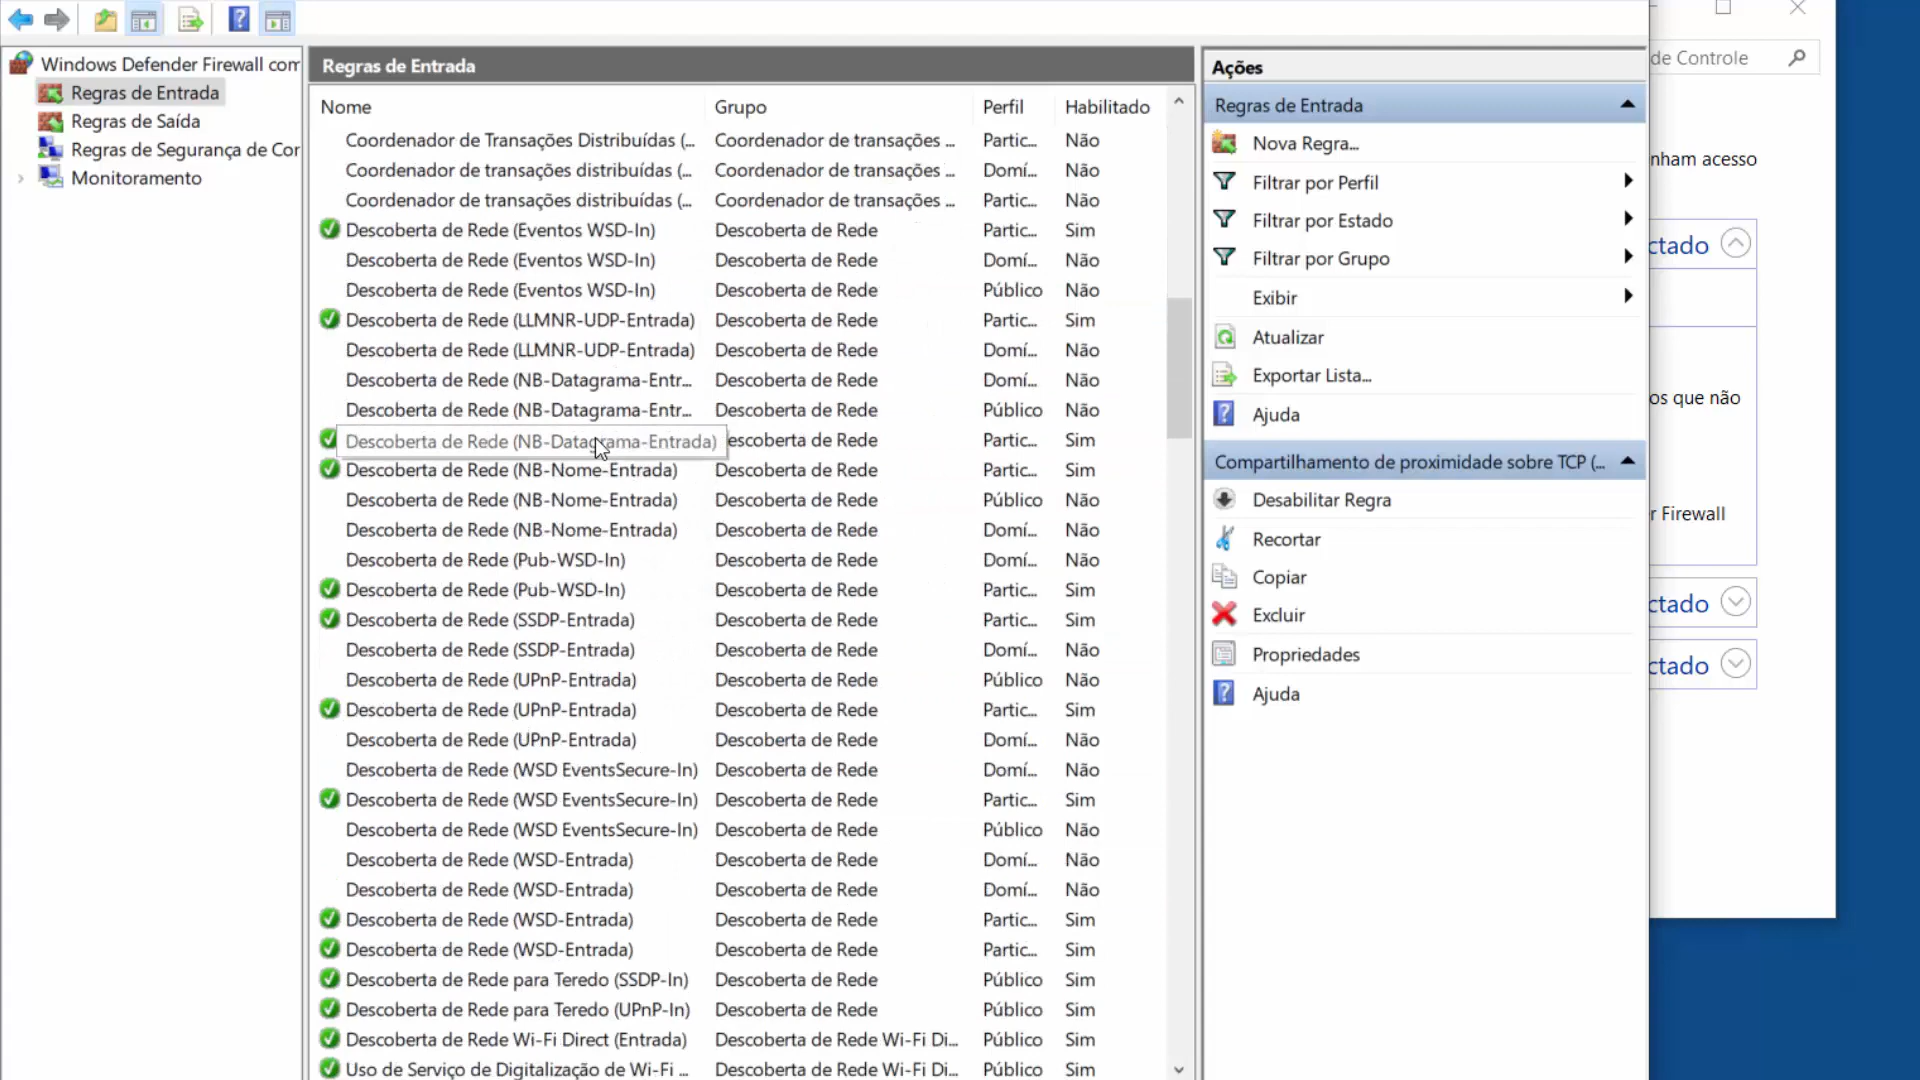 Windows Defender Firewall com
Regras de Entrada
Regras de Saída
Regras de Segurança de Cor
Monitoramento
Regras de Entrada
Nome Grupo Perfil Habilitado
Coordenador de Transações Distribuídas (... Coordenador de transações ... Partic... Não
Coordenador de transações distribuídas (... Coordenador de transações ... Domí... Não
Coordenador de transações distribuídas (... Coordenador de transações ... Partic... Não
Descoberta de Rede (Eventos WSD-In) Descoberta de Rede Partic... Sim
Descoberta de Rede (Eventos WSD-In) Descoberta de Rede Domí... Não
Descoberta de Rede (Eventos WSD-In) Descoberta de Rede Público Não
Descoberta de Rede (LLMNR-UDP-Entrada) Descoberta de Rede Partic... Sim
Descoberta de Rede (LLMNR-UDP-Entrada) Descoberta de Rede Domí... Não
Descoberta de Rede (NB-Datagrama-Entr... Descoberta de Rede Domí... Não
Descoberta de Rede (NB-Datagrama-Entr... Descoberta de Rede Público Não
Descoberta de Rede (NB-Datagrama-Entrada) escoberta de Rede Partic... Sim
Descoberta de Rede (NB-Nome-Entrada) Descoberta de Rede Partic... Sim
Descoberta de Rede (NB-Nome-Entrada) Descoberta de Rede Público Não
Descoberta de Rede (NB-Nome-Entrada) Descoberta de Rede Domí... Não
Descoberta de Rede (Pub-WSD-In) Descoberta de Rede Domí... Não
Descoberta de Rede (Pub-WSD-In) Descoberta de Rede Partic... Sim
Descoberta de Rede (SSDP-Entrada) Descoberta de Rede Partic... Sim
Descoberta de Rede (SSDP-Entrada) Descoberta de Rede Domí... Não
Descoberta de Rede (UPnP-Entrada) Descoberta de Rede Público Não
Descoberta de Rede (UPnP-Entrada) Descoberta de Rede Partic... Sim
Descoberta de Rede (UPnP-Entrada) Descoberta de Rede Domí... Não
Descoberta de Rede (WSD EventsSecure-In) Descoberta de Rede Domí... Não
Descoberta de Rede (WSD EventsSecure-In) Descoberta de Rede Partic... Sim
Descoberta de Rede (WSD EventsSecure-In) Descoberta de Rede Público Não
Descoberta de Rede (WSD-Entrada) Descoberta de Rede Domí... Não
Descoberta de Rede (WSD-Entrada) Descoberta de Rede Domí... Não
Descoberta de Rede (WSD-Entrada) Descoberta de Rede Partic... Sim
Descoberta de Rede (WSD-Entrada) Descoberta de Rede Partic... Sim
Descoberta de Rede para Teredo (SSDP-In) Descoberta de Rede Público Sim
Descoberta de Rede para Teredo (UPnP-In) Descoberta de Rede Público Sim
Descoberta de Rede Wi-Fi Direct (Entrada) Descoberta de Rede Wi-Fi Di... Público Sim
Uso de Serviço de Digitalização de Wi-Fi ... Descoberta de Rede Wi-Fi Di... Público Sim
Ações
Regras de Entrada
Nova Regra...
Filtrar por Perfil
Filtrar por Estado
Filtrar por Grupo
Exibir
Atualizar
Exportar Lista...
Ajuda
Compartilhamento de proximidade sobre TCP (...
Desabilitar Regra
Recortar
Copiar
Excluir
Propriedades
Ajuda
de Controle
nham acesso
ctado
os que não
r Firewall
ctado
ctado